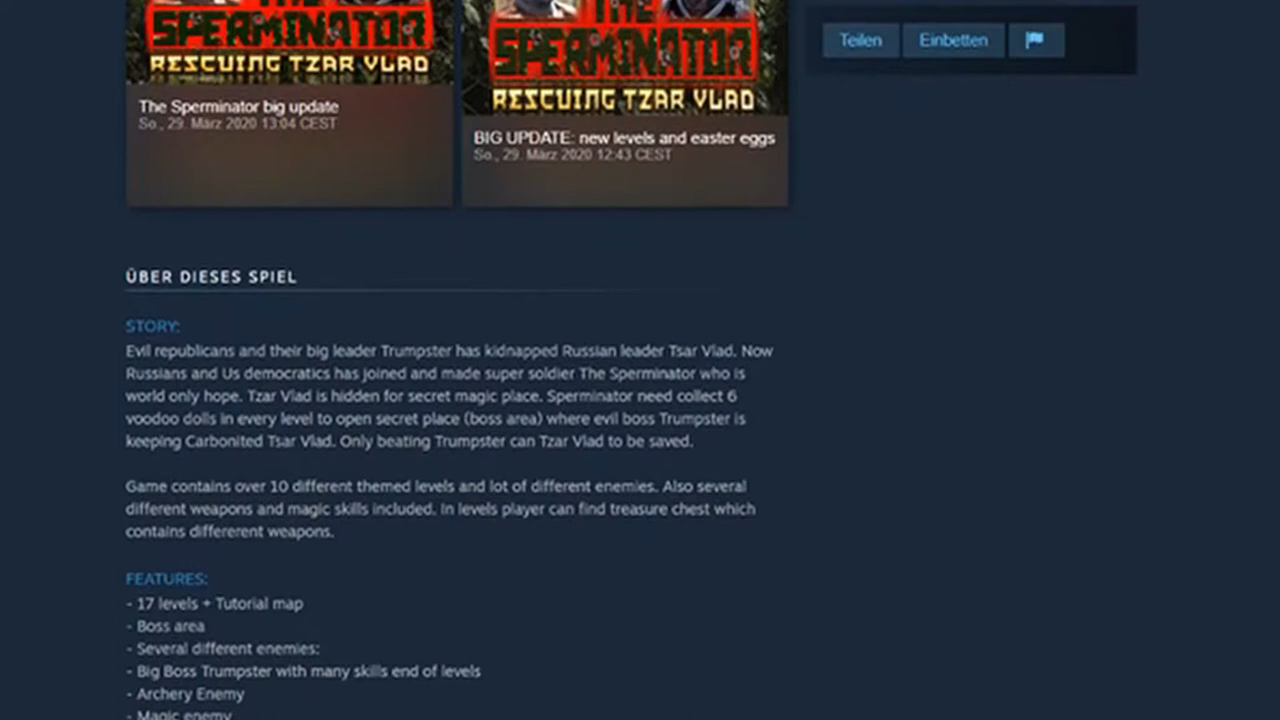 THE
SPERMINATOR
RESCUING TZAR VLAD
The Sperminator big update
So., 29. März 2020 13:04 CEST
THE
SPERMINATOR
RESCUING TZAR VLAD
BIG UPDATE: new levels and easter eggs
So., 29. März 2020 12:43 CEST
Teilen
Einbetten
ÜBER DIESES SPIEL
STORY:
Evil republicans and their big leader Trumpster has kidnapped Russian leader Tsar Vlad. Now
Russians and Us democratics has joined and made super soldier The Sperminator who is
world only hope. Tzar Vlad is hidden for secret magic place. Sperminator need collect 6
voodoo dolls in every level to open secret place (boss area) where evil boss Trumpster is
keeping Carbonited Tsar Vlad. Only beating Trumpster can Tzar Vlad to be saved.
Game contains over 10 different themed levels and lot of different enemies. Also several
different weapons and magic skills included. In levels player can find treasure chest which
contains differerent weapons.
FEATURES:
- 17 levels + Tutorial map
- Boss area
- Several different enemies:
- Big Boss Trumpster with many skills end of levels
- Archery Enemy
- Magic enemy